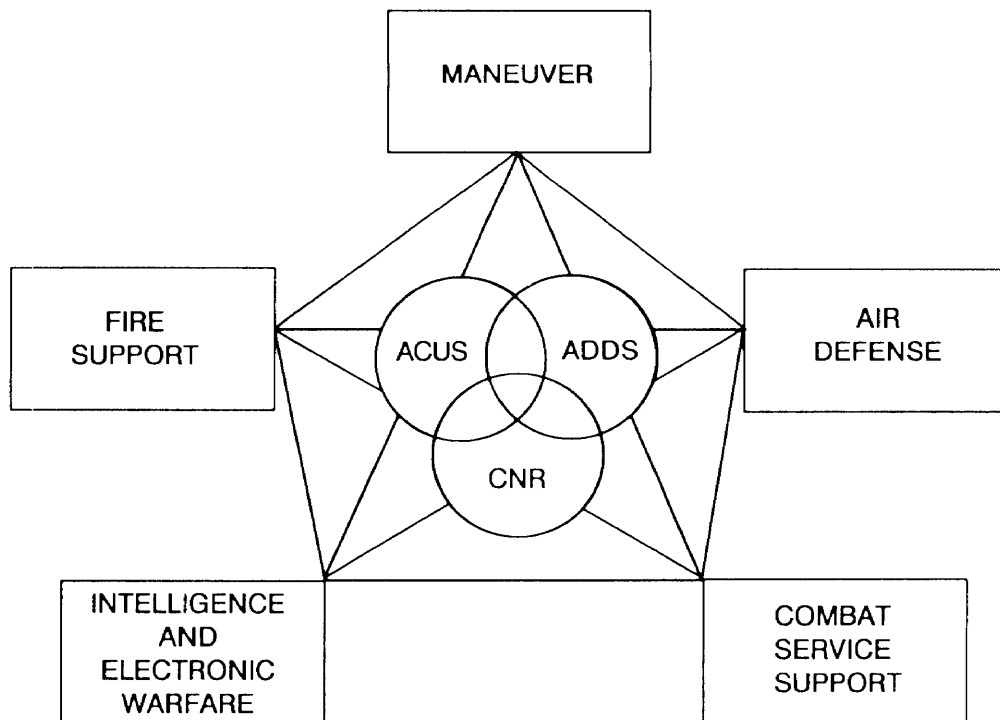 MANEUVER
FIRE
SUPPORT
AIR
DEFENSE
ACUS
ADDS
CNR
INTELLIGENCE
AND
ELECTRONIC
WARFARE
COMBAT
SERVICE
SUPPORT